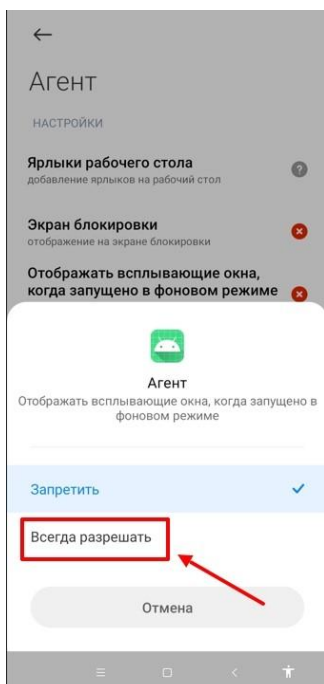 Агент
НАСТРОЙКИ
Ярлыки рабочего стола
добавление ярлыков на рабочий стол
Экран блокировки
отображение на экране блокировки
Отображать всплывающие окна,
когда запущено в фоновом режиме
Агент
Отображать всплывающие окна, когда запущено в
фоновом режиме
Запретить
Всегда разрешать
Отмена